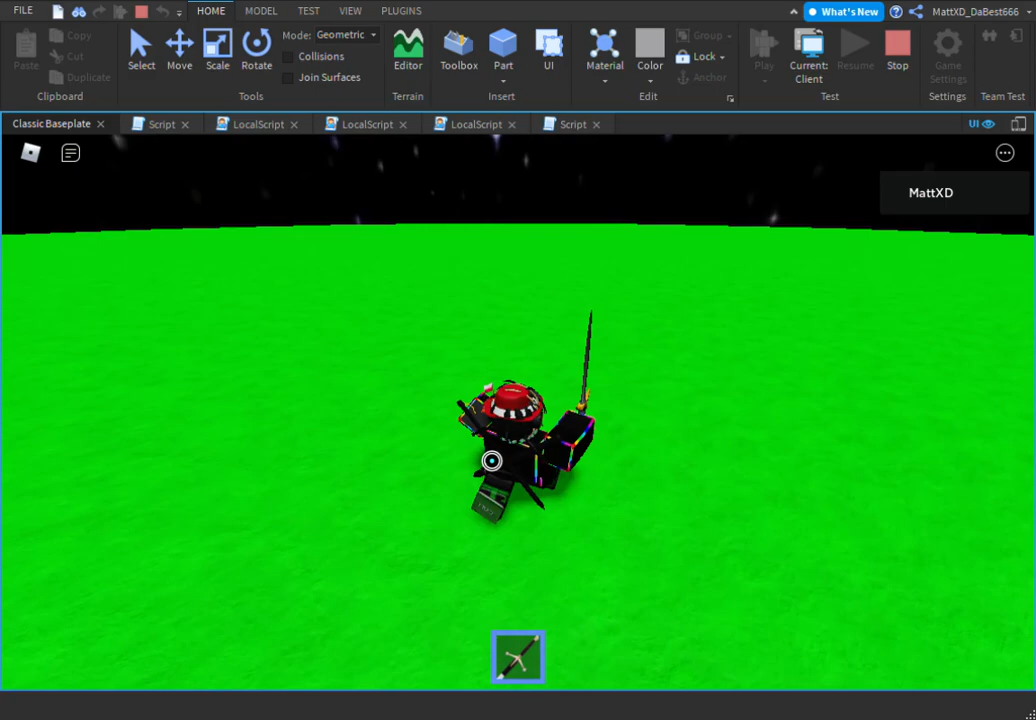 FILE HOME MODEL TEST VIEW PLUGINS What's New MattXD_DaBest666
Paste Copy Cut Duplicate
Select Move Scale Rotate
Mode: Geometric
Collisions
Join Surfaces
Editor Toolbox Part UI Material Color
Group
Lock
Anchor
Play Current: Client Resume Stop Game Settings
Clipboard Tools Terrain Insert Edit Test Settings Team Test
Classic Baseplate Script LocalScript LocalScript LocalScript Script UI
MattXD